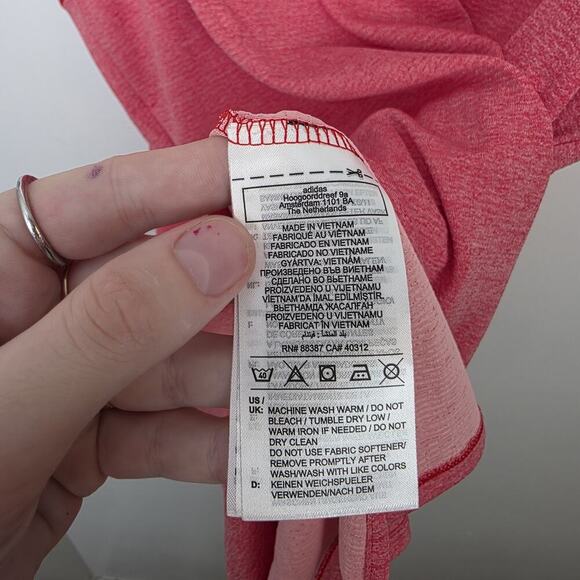 adidas
Hoogoorddreef 9a
Amsterdam 1101 BA
The Netherlands
MADE IN VIETNAM
FABRIQUÉ AU VIETNAM
FABRICADO EN VIETNAM
FABRICADO NO VIETNAME
GYÁRTVA: VIETNÁM
ПРОИЗВЕДЕНО ВЪВ ВИЕТНАМ
СДЕЛАНО ВО ВЬЕТНАМЕ
PROIZVEDENO U VIJETNAMU
VIETNAM'DA İMAL EDİLMİŞTİR
ВЬЕТНАМДА ЖАСАЛҒАН
PROIZVEDENO U VIJETNAMU
FABRICAT ÎN VIETNAM
RN# 88387 CA# 40312
40
US /
UK: MACHINE WASH WARM / DO NOT
BLEACH / TUMBLE DRY LOW /
WARM IRON IF NEEDED / DO NOT
DRY CLEAN
DO NOT USE FABRIC SOFTENER/
REMOVE PROMPTLY AFTER
WASH/WASH WITH LIKE COLORS
D: KEINEN WEICHSPUELER
VERWENDEN/NACH DEM